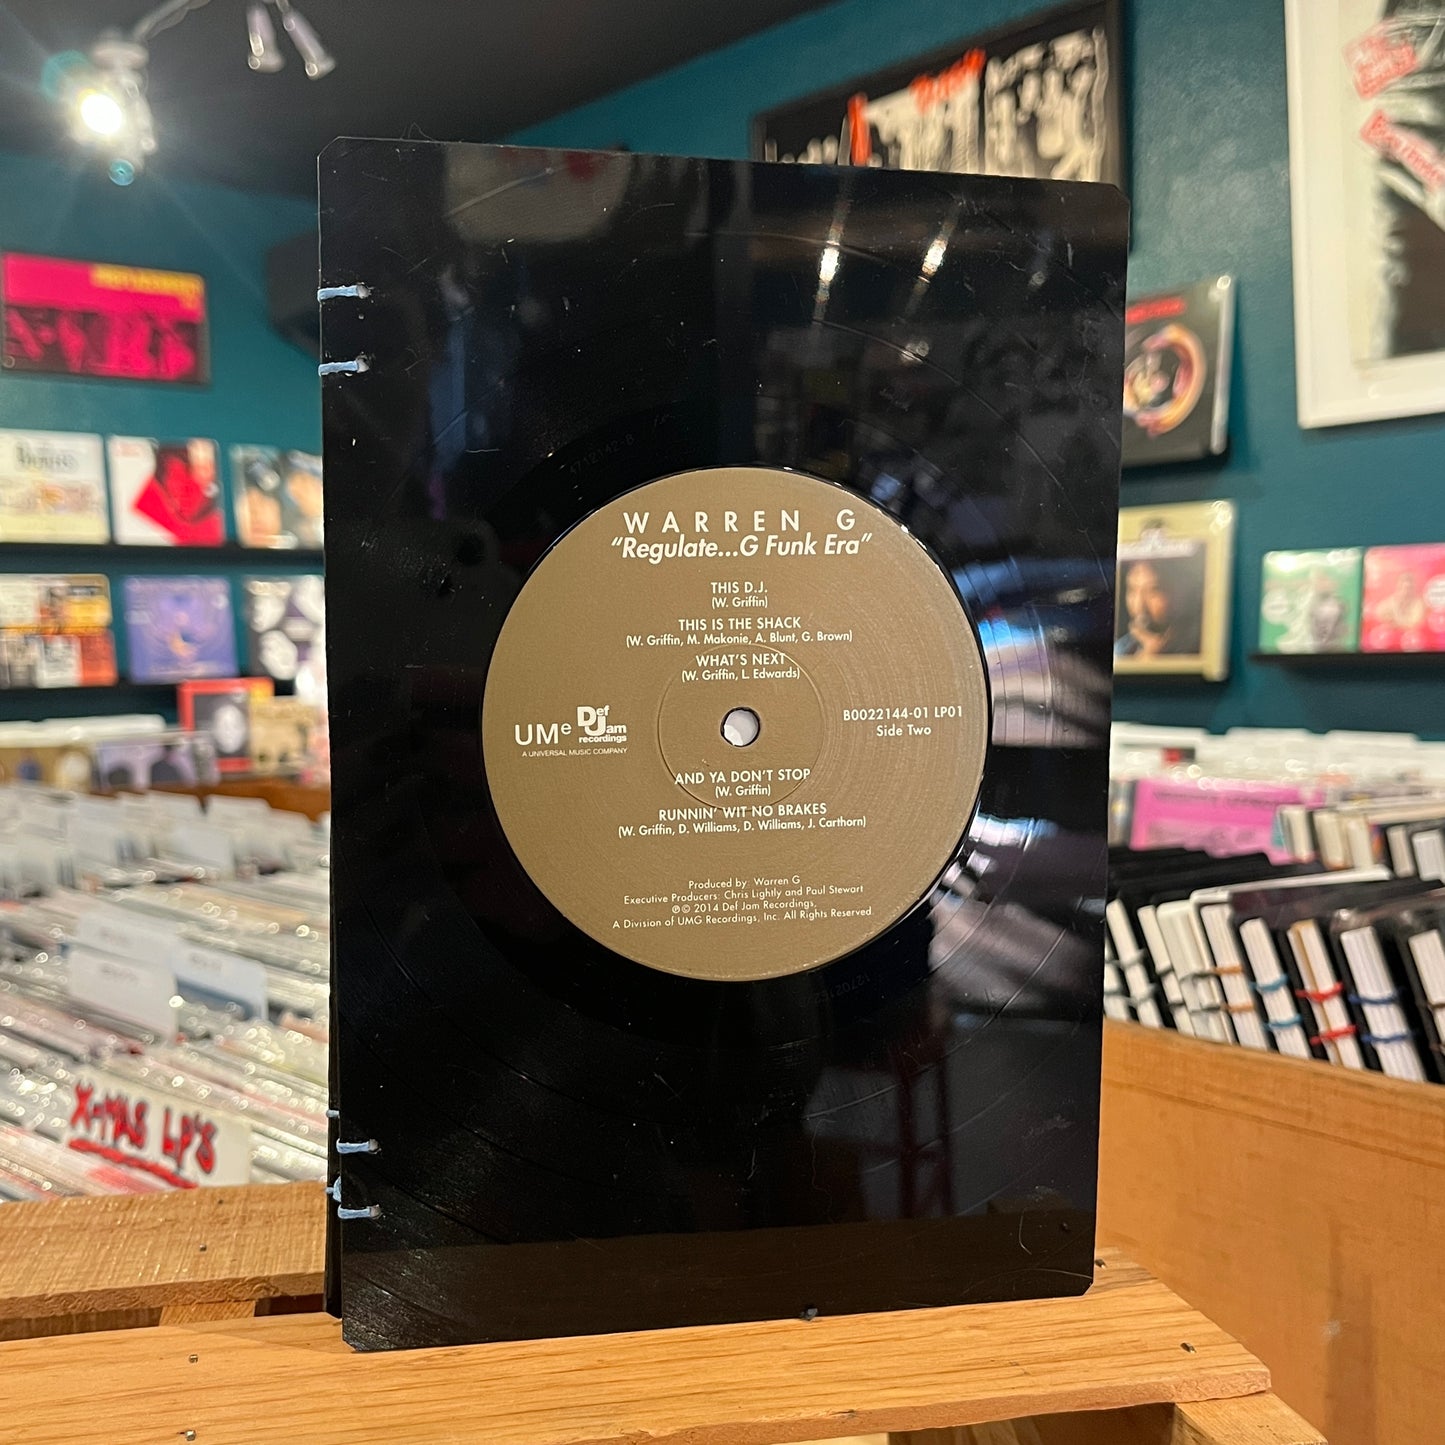 WARREN G
"Regulate...G Funk Era"
THIS D.J.
(W. Griffin)
THIS IS THE SHACK
(W. Griffin, M. Makonie, A. Blunt, G. Brown)
WHAT'S NEXT
(W. Griffin, L. Edwards)
UMe
A UNIVERSAL MUSIC COMPANY
Def
Jam
recordings
B0022144-01 LP01
Side Two
AND YA DON'T STOP
(W. Griffin)
RUNNIN' WIT NO BRAKES
(W. Griffin, D. Williams, D. Williams, J. Carthorn)
Produced by: Warren G
Executive Producers: Chris Lightly and Paul Stewart
℗© 2014 Def Jam Recordings,
A Division of UMG Recordings, Inc. All Rights Reserved.
X-MAS LP'S